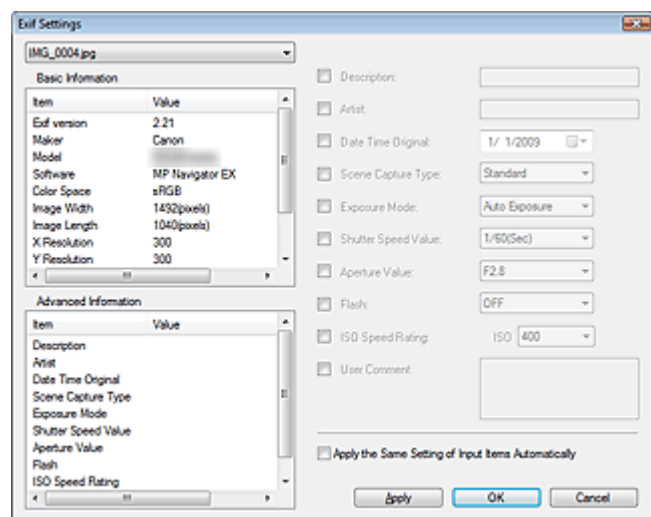 Exif Settings
IMG_0004.jpg
Basic Information
Item Value
Exif version 2.21
Maker Canon
Model
Software MP Navigator EX
Color Space sRGB
Image Width 1492(pixels)
Image Length 1040(pixels)
X Resolution 300
Y Resolution 300
Advanced Information
Item Value
Description
Artist
Date Time Original
Scene Capture Type
Exposure Mode
Shutter Speed Value
Aperture Value
Flash
ISO Speed Rating
Description:
Artist:
Date Time Original: 1/ 1/2009
Scene Capture Type: Standard
Exposure Mode: Auto Exposure
Shutter Speed Value: 1/60(Sec)
Aperture Value: F2.8
Flash: OFF
ISO Speed Rating: ISO 400
User Comment:
Apply the Same Setting of Input Items Automatically
Apply OK Cancel